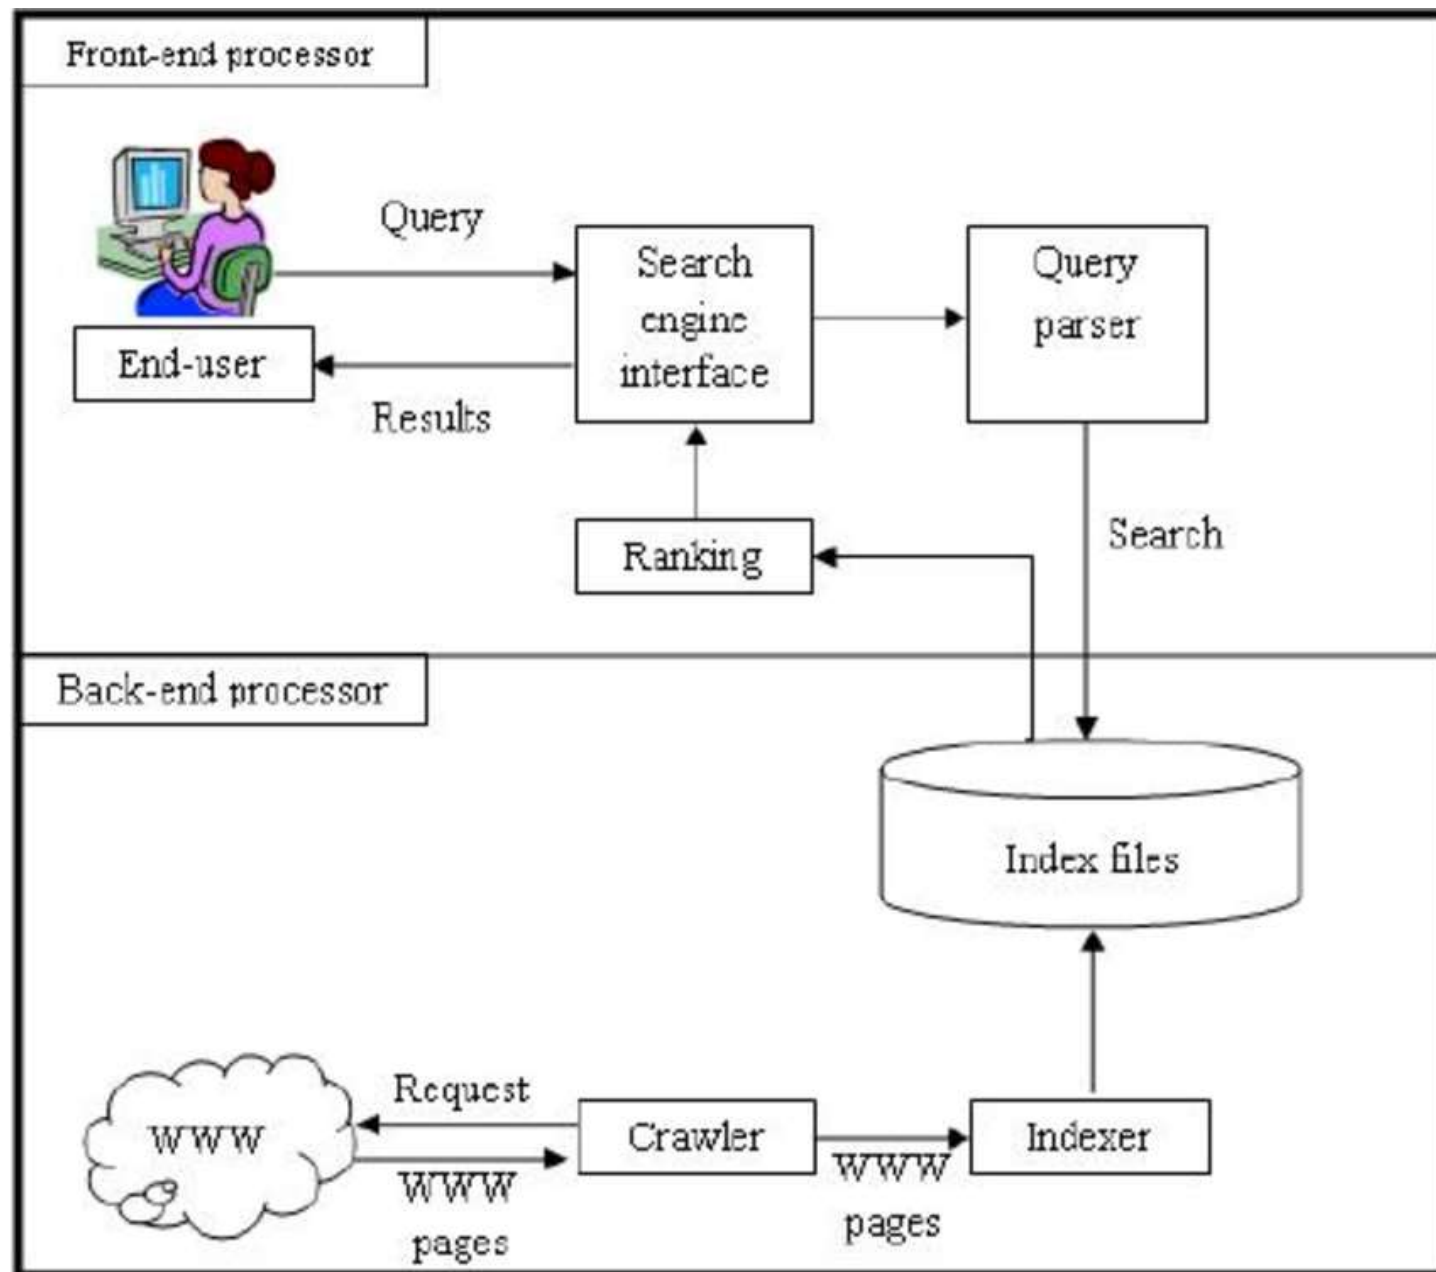 Front-end processor
Query
Search
engine
interface
Query
parser
End-user
Results
Ranking
Search
Back-end processor
Index files
WWW
Request
WWW
pages
Crawler
WWW
pages
Indexer